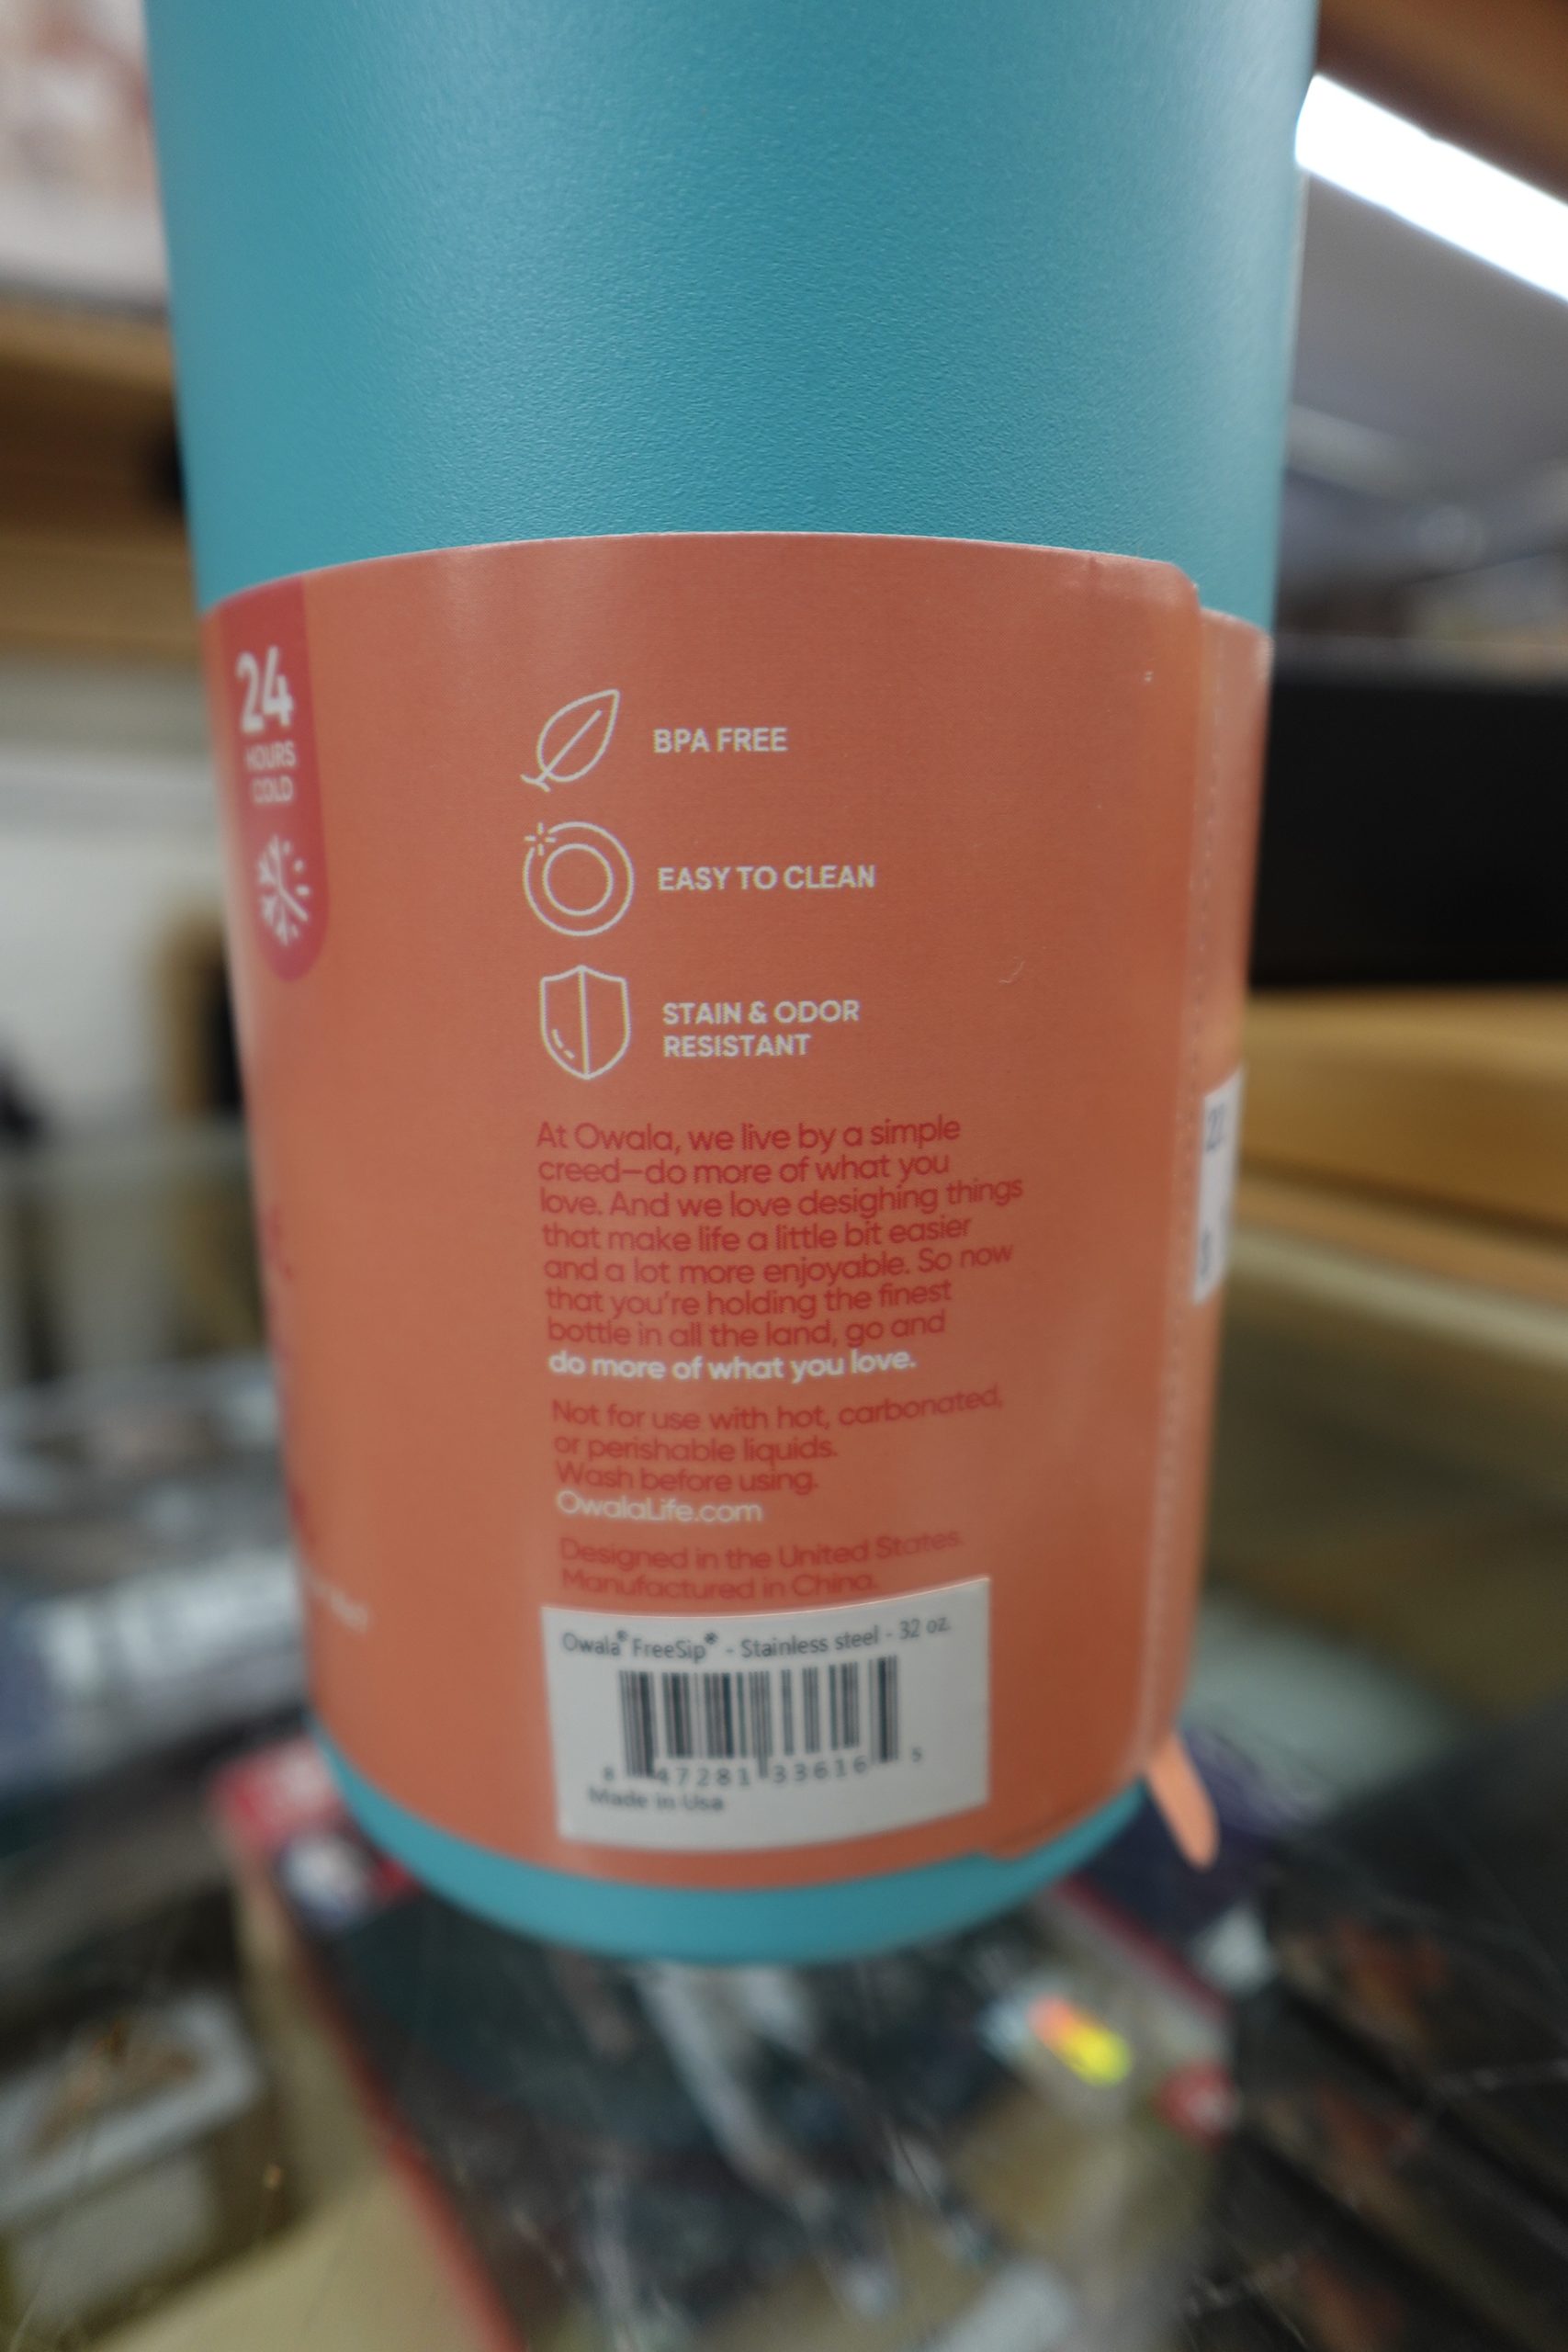 24
HOURS
COLD
BPA FREE
EASY TO CLEAN
STAIN & ODOR
RESISTANT
At Owala, we live by a simple
creed—do more of what you
love. And we love desighing things
that make life a little bit easier
and a lot more enjoyable. So now
that you're holding the finest
bottle in all the land, go and
do more of what you love.
Not for use with hot, carbonated,
or perishable liquids.
Wash before using.
OwalaLife.com
Designed in the United States.
Manufactured in China.
Owala® FreeSip® - Stainless steel - 32 oz.
47281 33616 5
Made in Usa